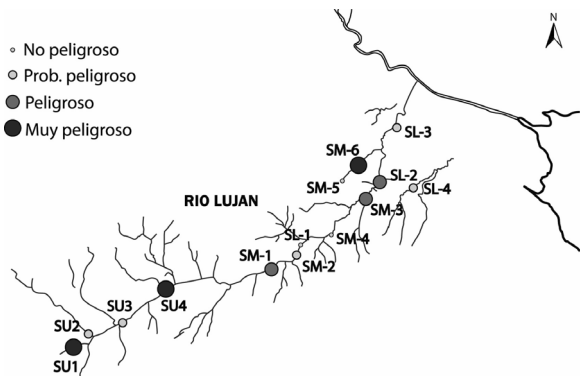 N
No peligroso
Prob. peligroso
Peligroso
Muy peligroso
SL-3
SM-6
SM-5
SL-2
SL-4
RIO LUJAN
SM-3
SL-1
SM-4
SM-1
SM-2
SU4
SU3
SU2
SU1